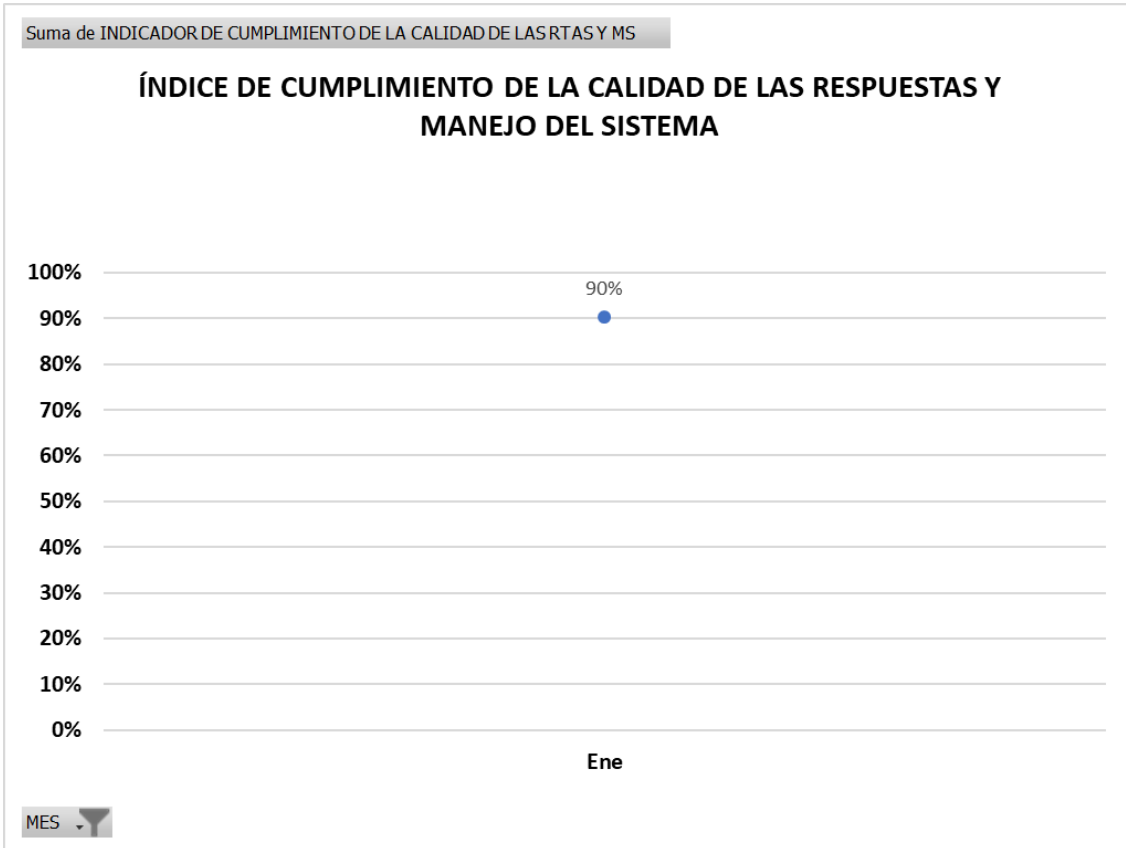 Suma de INDICADOR DE CUMPLIMIENTO DE LA CALIDAD DE LAS RTAS Y MS
ÍNDICE DE CUMPLIMIENTO DE LA CALIDAD DE LAS RESPUESTAS Y
MANEJO DEL SISTEMA
100%
90%
90%
80%
70%
60%
50%
40%
30%
20%
10%
0%
Ene
MES